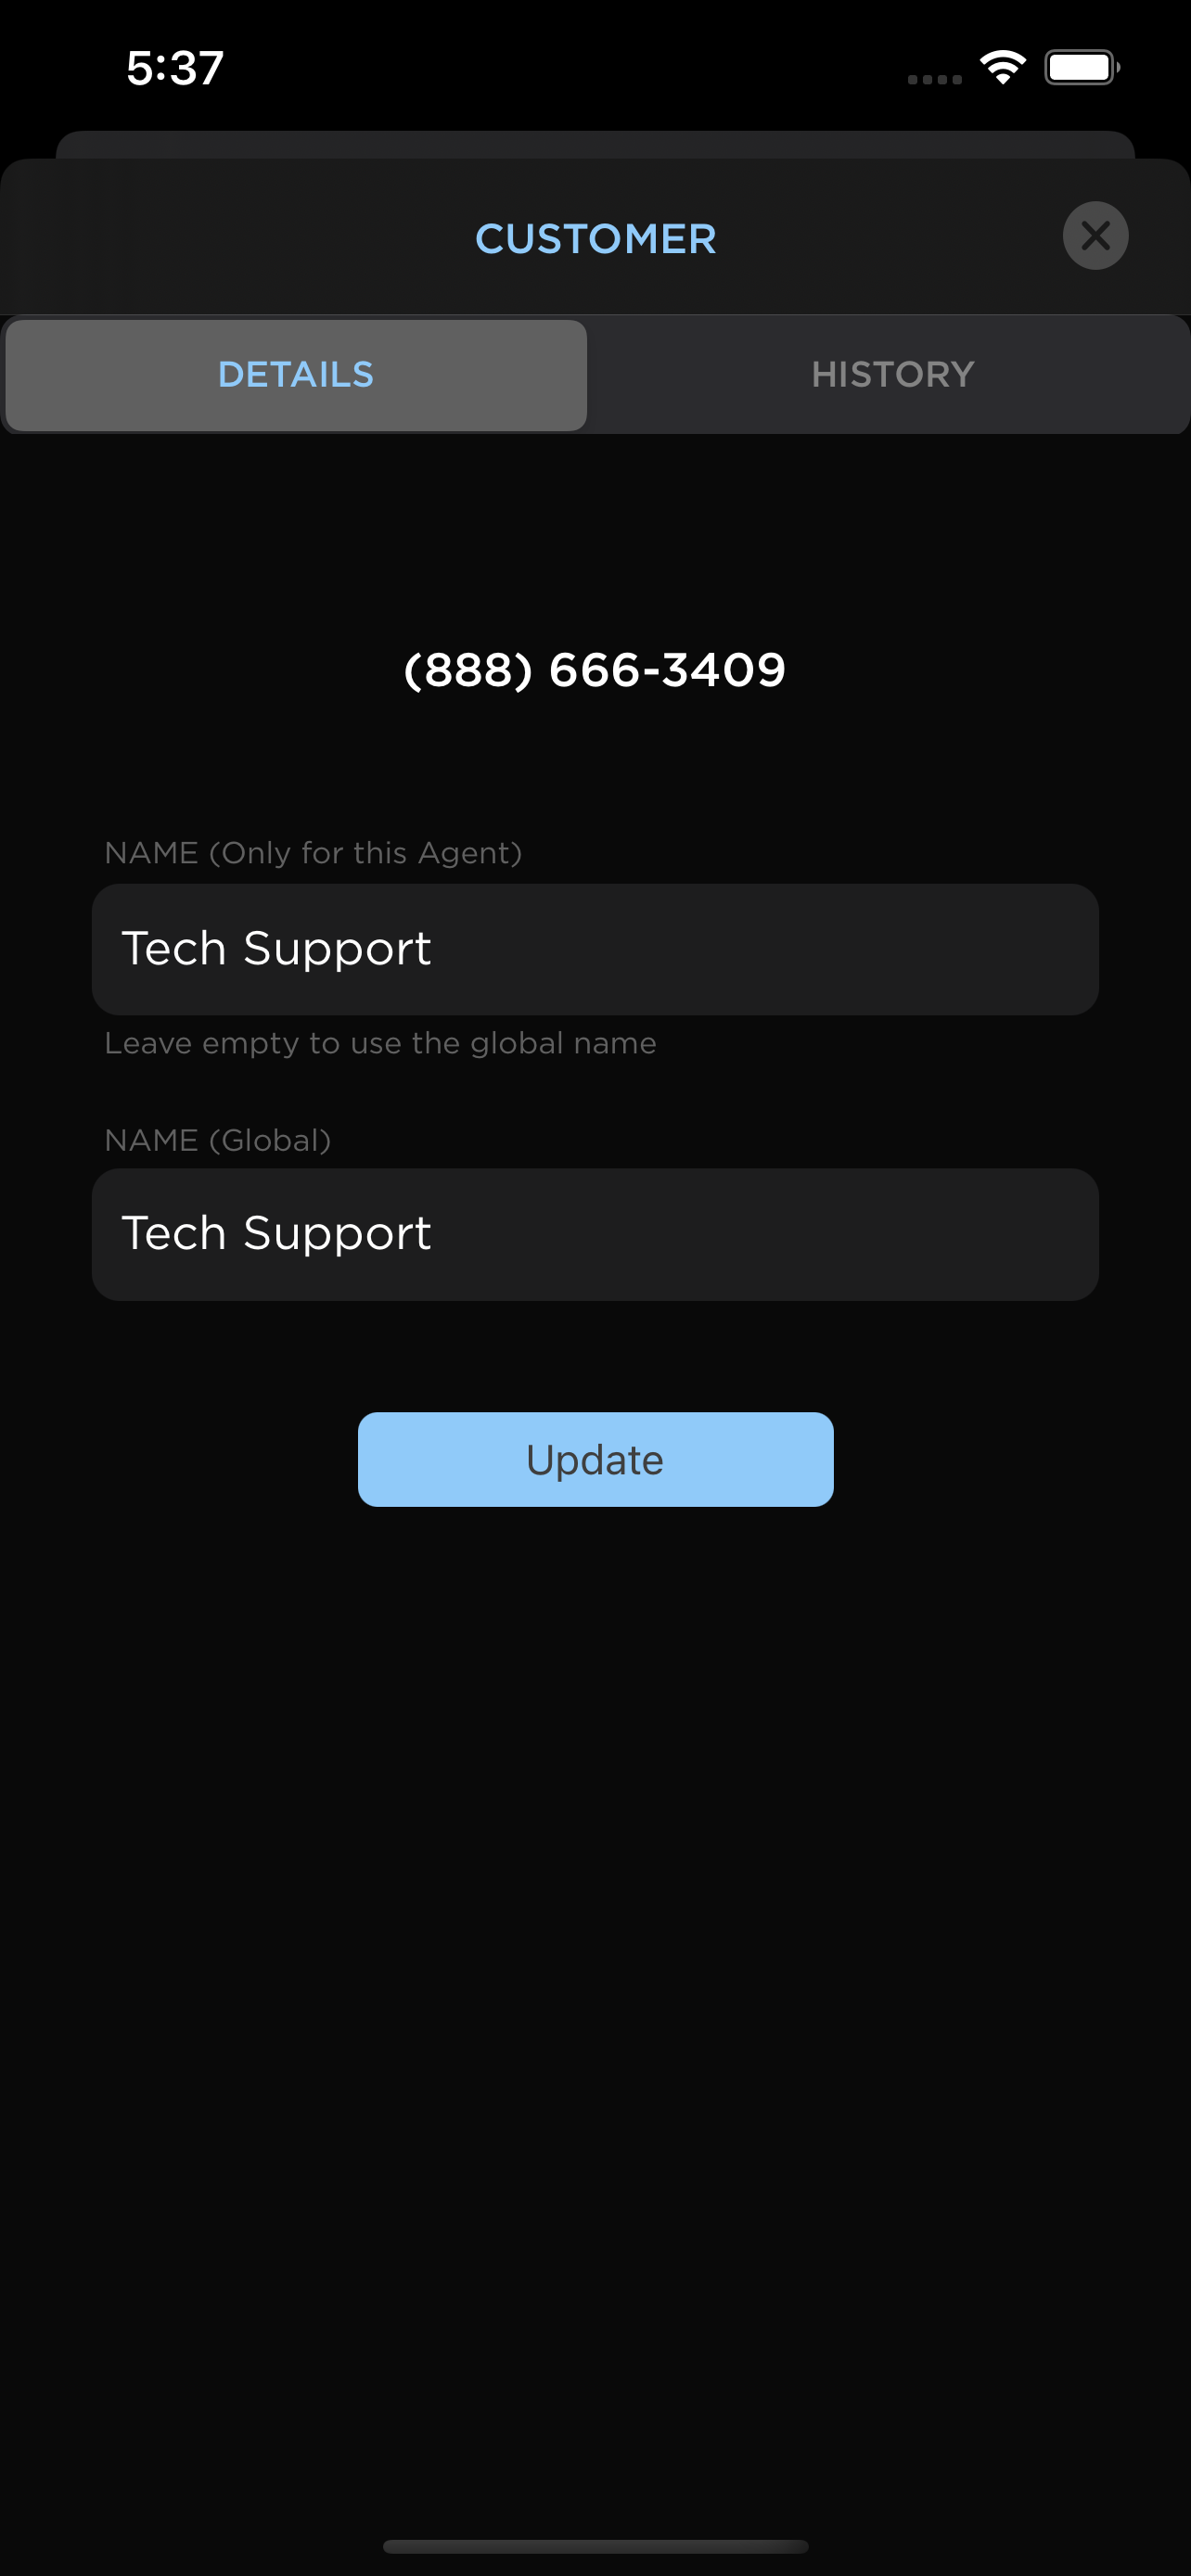 5:37
CUSTOMER
DETAILS
HISTORY
(888) 666-3409
NAME (Only for this Agent)
Tech Support
Leave empty to use the global name
NAME (Global)
Tech Support
Update